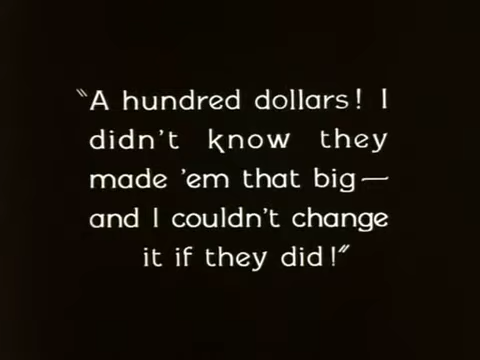 "A hundred dollars! I
didn't know they
made 'em that big—
and I couldn't change
it if they did!"